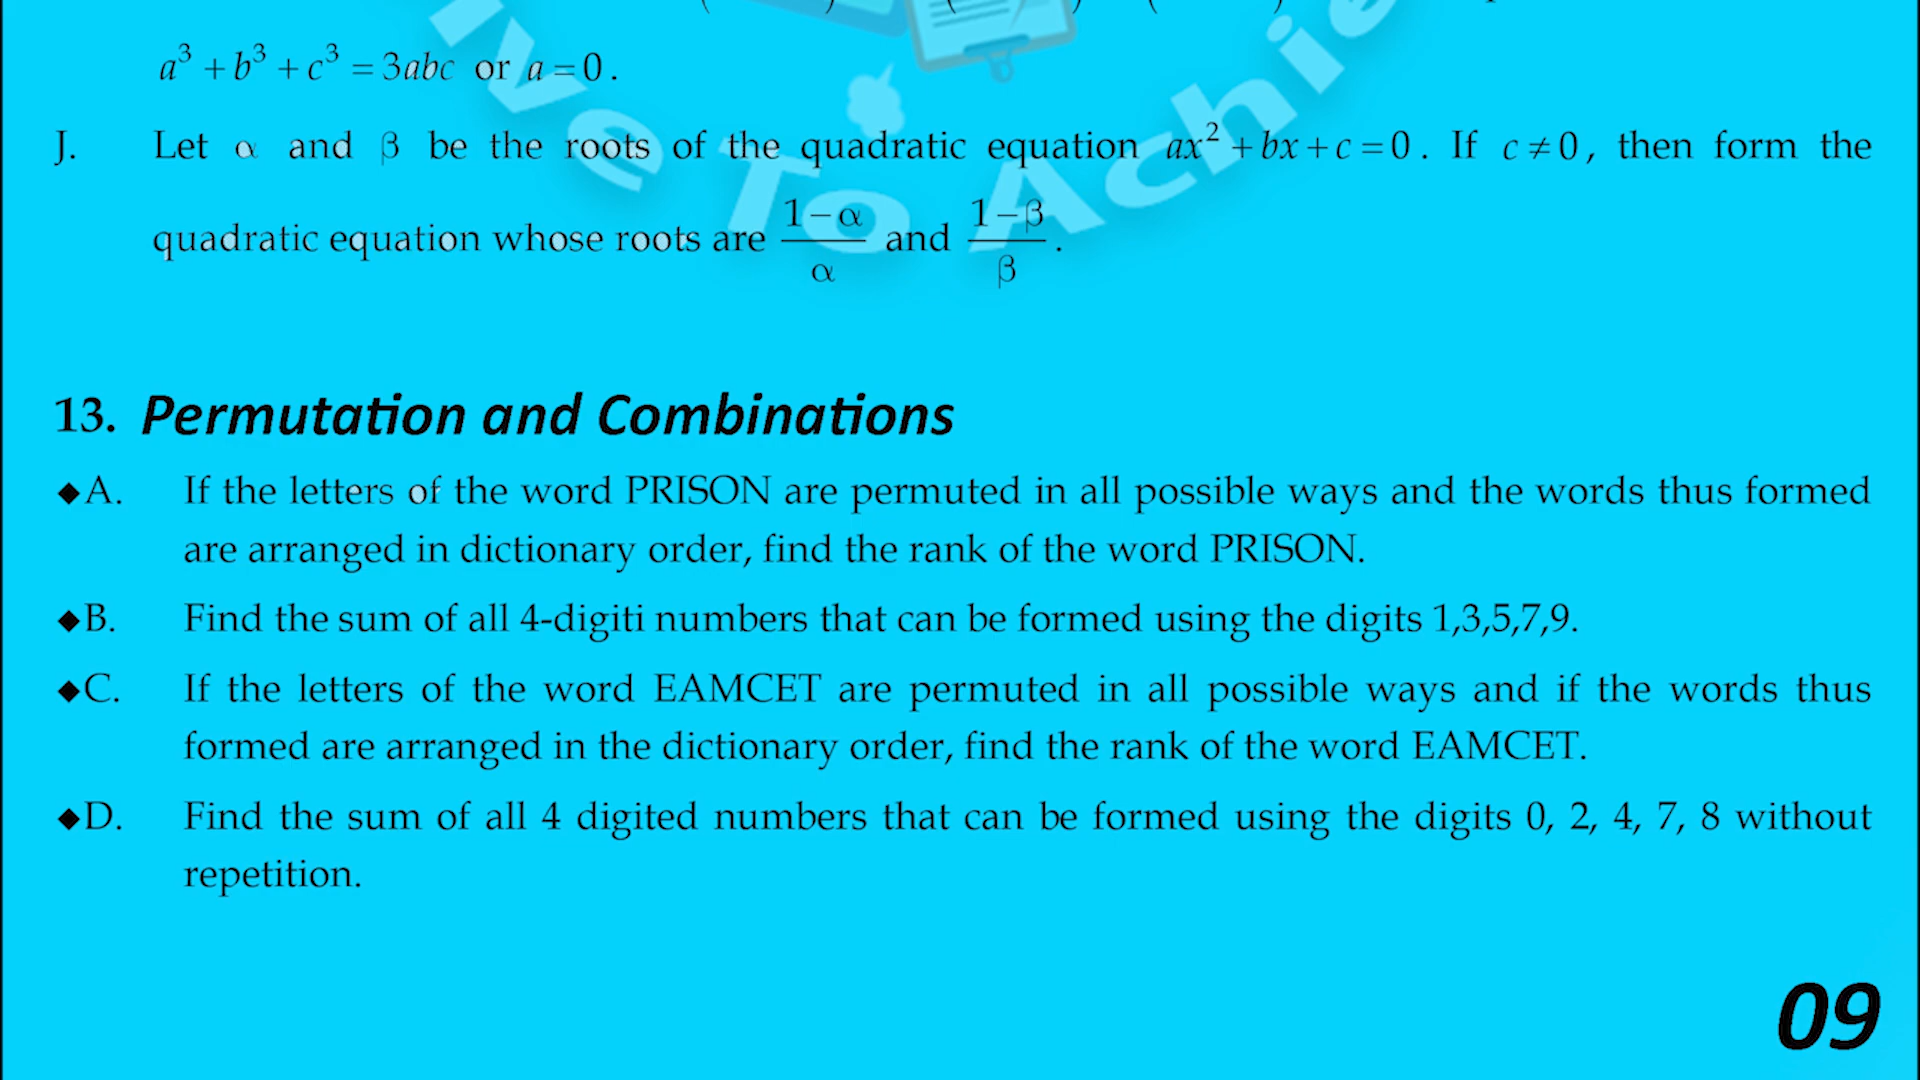 a³ + b³ + c³ = 3abc or a = 0.
J. Let α and β be the roots of the quadratic equation ax² + bx + c = 0. If c ≠ 0, then form the
quadratic equation whose roots are (1−α)/α and (1−β)/β.
13. Permutation and Combinations
◆A. If the letters of the word PRISON are permuted in all possible ways and the words thus formed
are arranged in dictionary order, find the rank of the word PRISON.
◆B. Find the sum of all 4-digiti numbers that can be formed using the digits 1,3,5,7,9.
◆C. If the letters of the word EAMCET are permuted in all possible ways and if the words thus
formed are arranged in the dictionary order, find the rank of the word EAMCET.
◆D. Find the sum of all 4 digited numbers that can be formed using the digits 0, 2, 4, 7, 8 without
repetition.
09